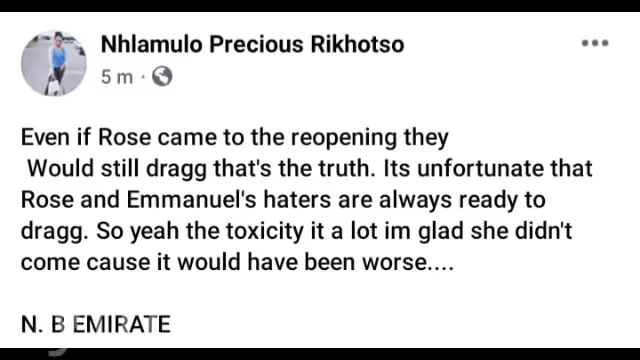 Nhlamulo Precious Rikhotso
5 m
Even if Rose came to the reopening they
Would still dragg that's the truth. Its unfortunate that
Rose and Emmanuel's haters are always ready to
dragg. So yeah the toxicity it a lot im glad she didn't
come cause it would have been worse....
N. B EMIRATE